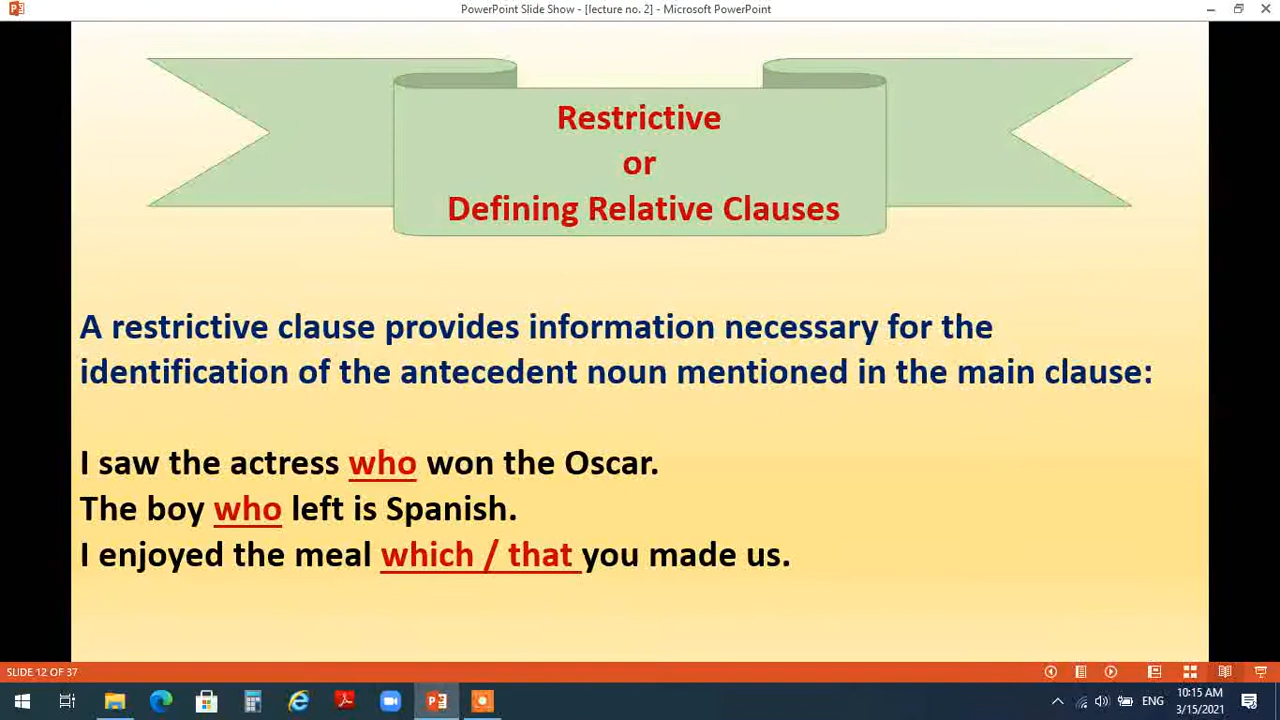 PowerPoint Slide Show - [lecture no. 2] - Microsoft PowerPoint
Restrictive
or
Defining Relative Clauses
A restrictive clause provides information necessary for the
identification of the antecedent noun mentioned in the main clause:
I saw the actress who won the Oscar.
The boy who left is Spanish.
I enjoyed the meal which / that you made us.
SLIDE 12 OF 37
ENG
10:15 AM
3/15/2021